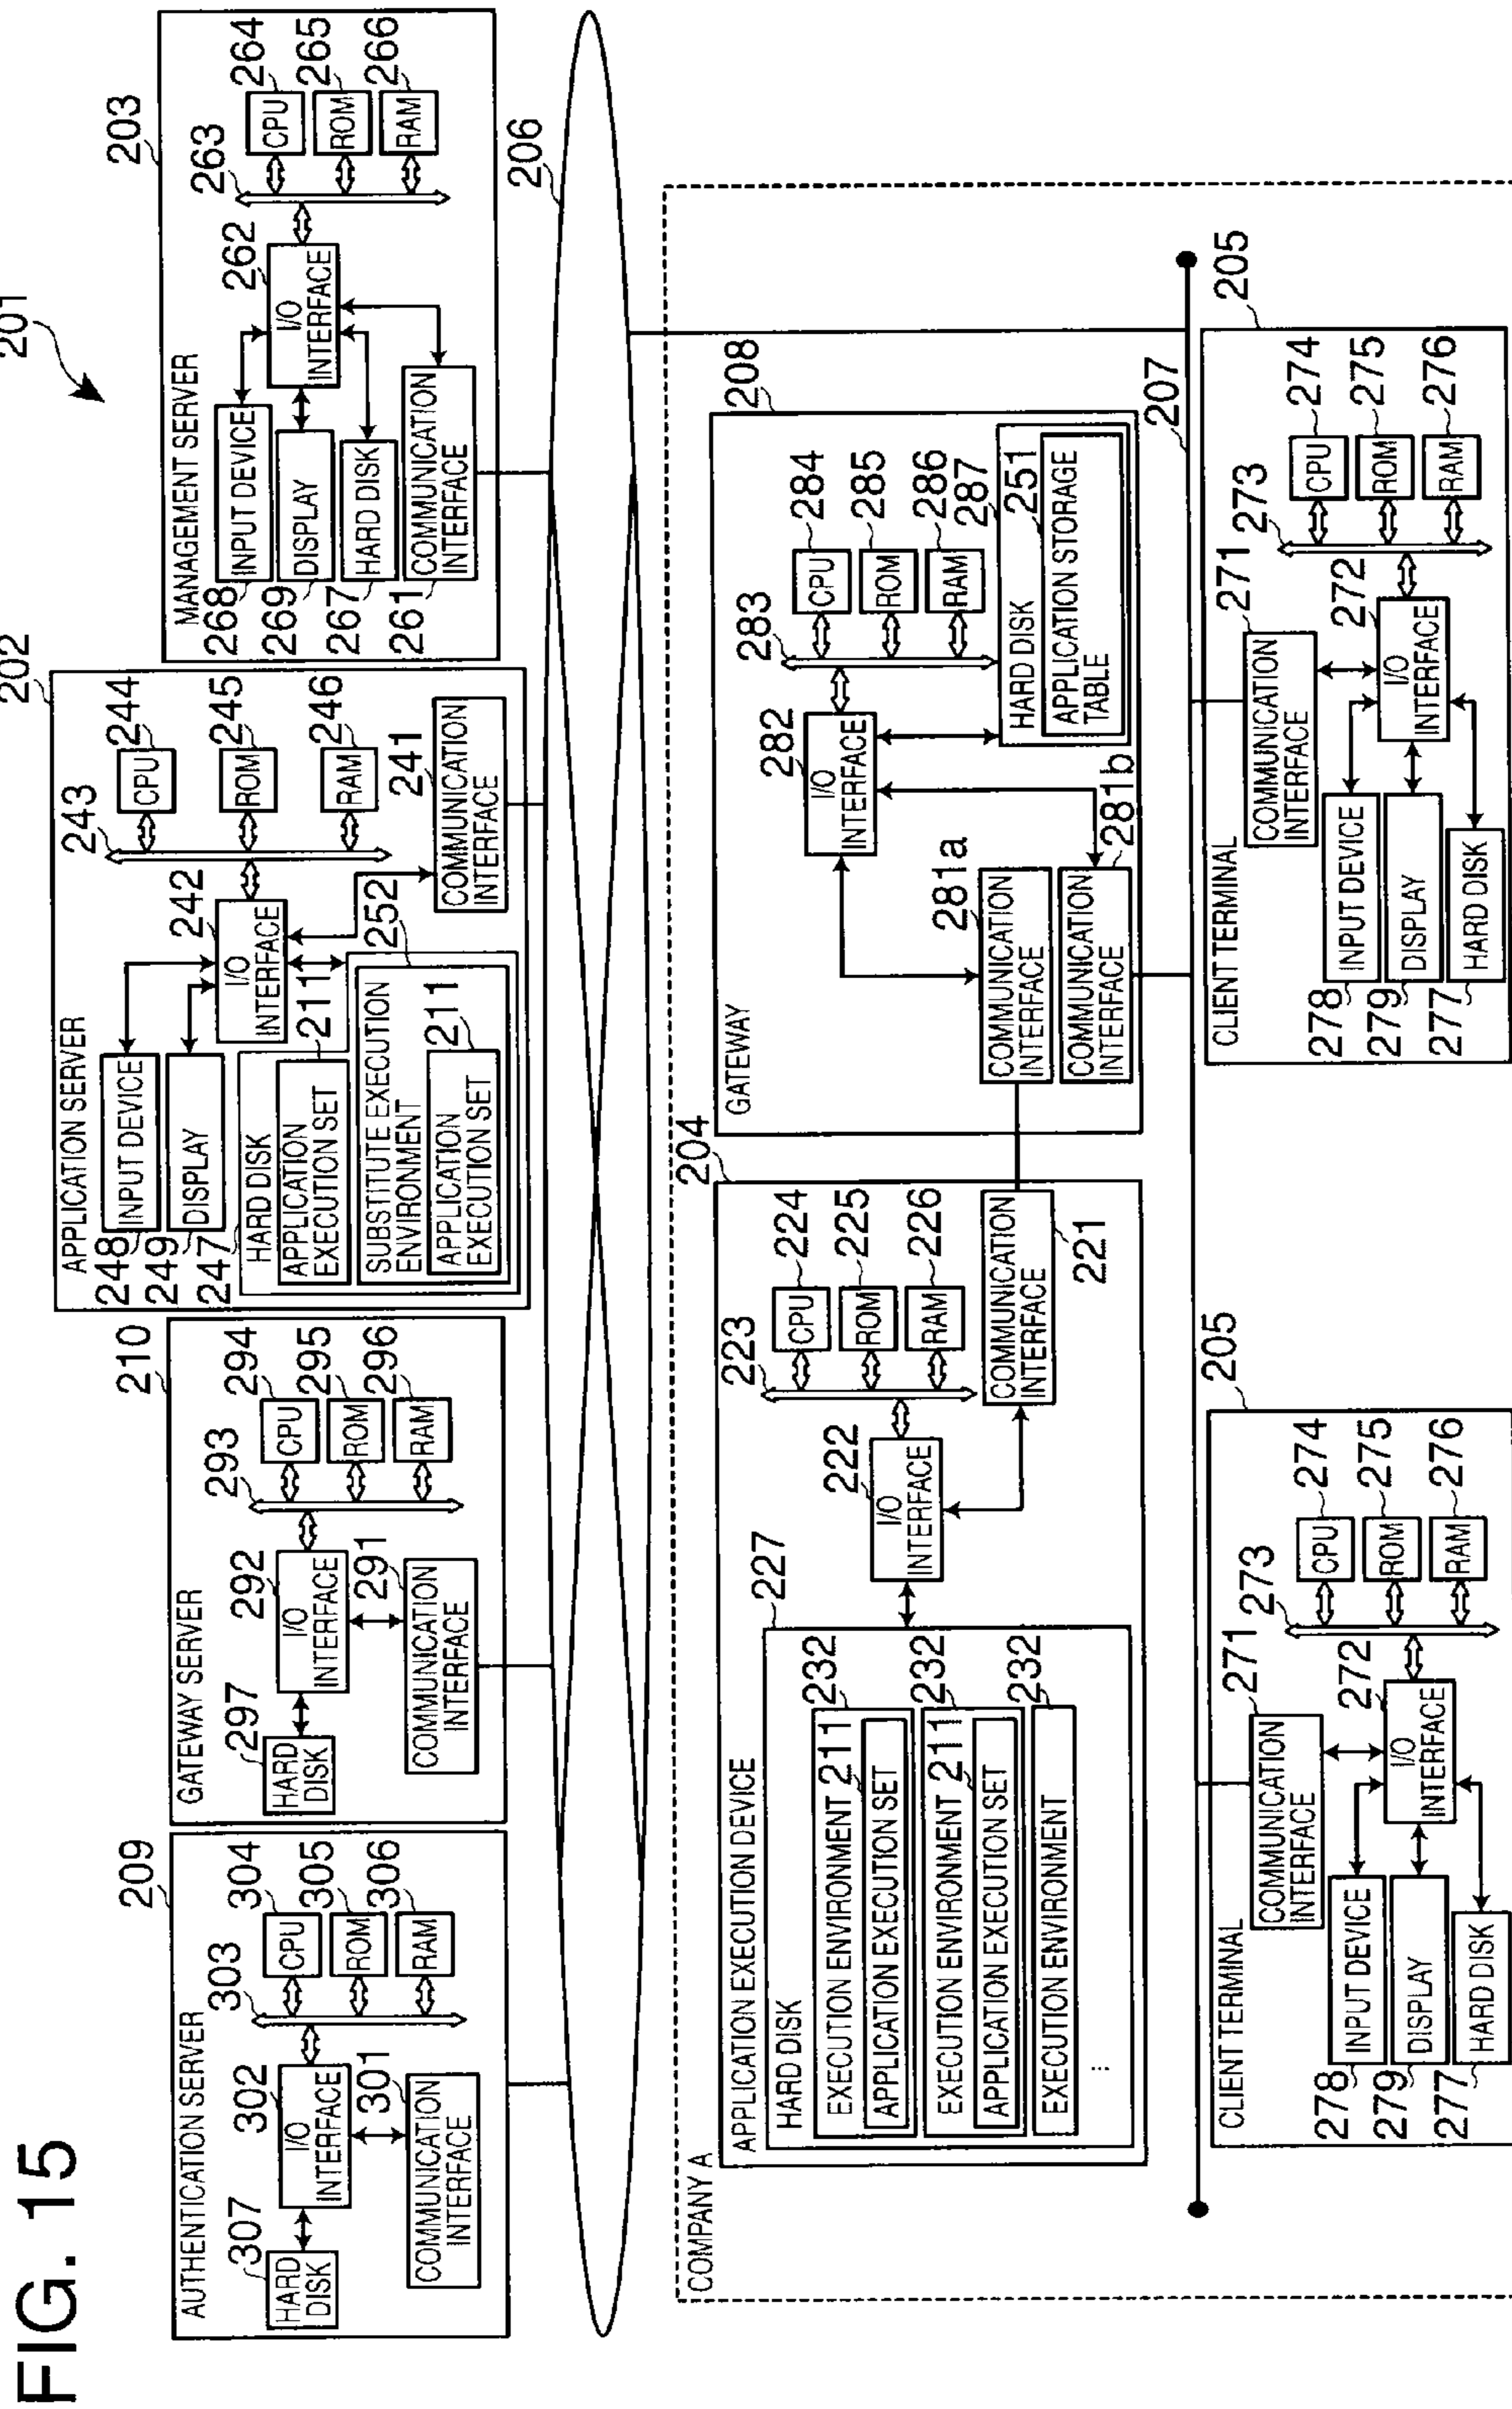 FIG. 15
201
209
AUTHENTICATION SERVER
307
HARD
DISK
302
I/O
INTERFACE
301
COMMUNICATION
INTERFACE
303
304
CPU
305
ROM
306
RAM
210
GATEWAY SERVER
297
HARD
DISK
292
I/O
INTERFACE
291
COMMUNICATION
INTERFACE
293
294
CPU
295
ROM
296
RAM
202
APPLICATION SERVER
248
INPUT DEVICE
249
DISPLAY
247
HARD DISK
211
APPLICATION
EXECUTION SET
252
SUBSTITUTE EXECUTION
ENVIRONMENT
211
APPLICATION
EXECUTION SET
242
I/O
INTERFACE
243
244
CPU
245
ROM
246
RAM
241
COMMUNICATION
INTERFACE
203
MANAGEMENT SERVER
268
INPUT DEVICE
269
DISPLAY
267
HARD DISK
261
COMMUNICATION
INTERFACE
262
I/O
INTERFACE
263
264
CPU
265
ROM
266
RAM
206
COMPANY A
204
APPLICATION EXECUTION DEVICE
227
HARD DISK
232
EXECUTION ENVIRONMENT
211
APPLICATION EXECUTION SET
232
EXECUTION ENVIRONMENT
211
APPLICATION EXECUTION SET
232
EXECUTION ENVIRONMENT
...
222
I/O
INTERFACE
223
224
CPU
225
ROM
226
RAM
COMMUNICATION
INTERFACE
221
208
GATEWAY
282
I/O
INTERFACE
283
284
CPU
285
ROM
286
RAM
287
HARD DISK
251
APPLICATION STORAGE
TABLE
281a
COMMUNICATION
INTERFACE
281b
COMMUNICATION
INTERFACE
207
205
CLIENT TERMINAL
271
COMMUNICATION
INTERFACE
278
INPUT DEVICE
279
DISPLAY
277
HARD DISK
272
I/O
INTERFACE
273
274
CPU
275
ROM
276
RAM
205
CLIENT TERMINAL
271
COMMUNICATION
INTERFACE
278
INPUT DEVICE
279
DISPLAY
277
HARD DISK
272
I/O
INTERFACE
273
274
CPU
275
ROM
276
RAM